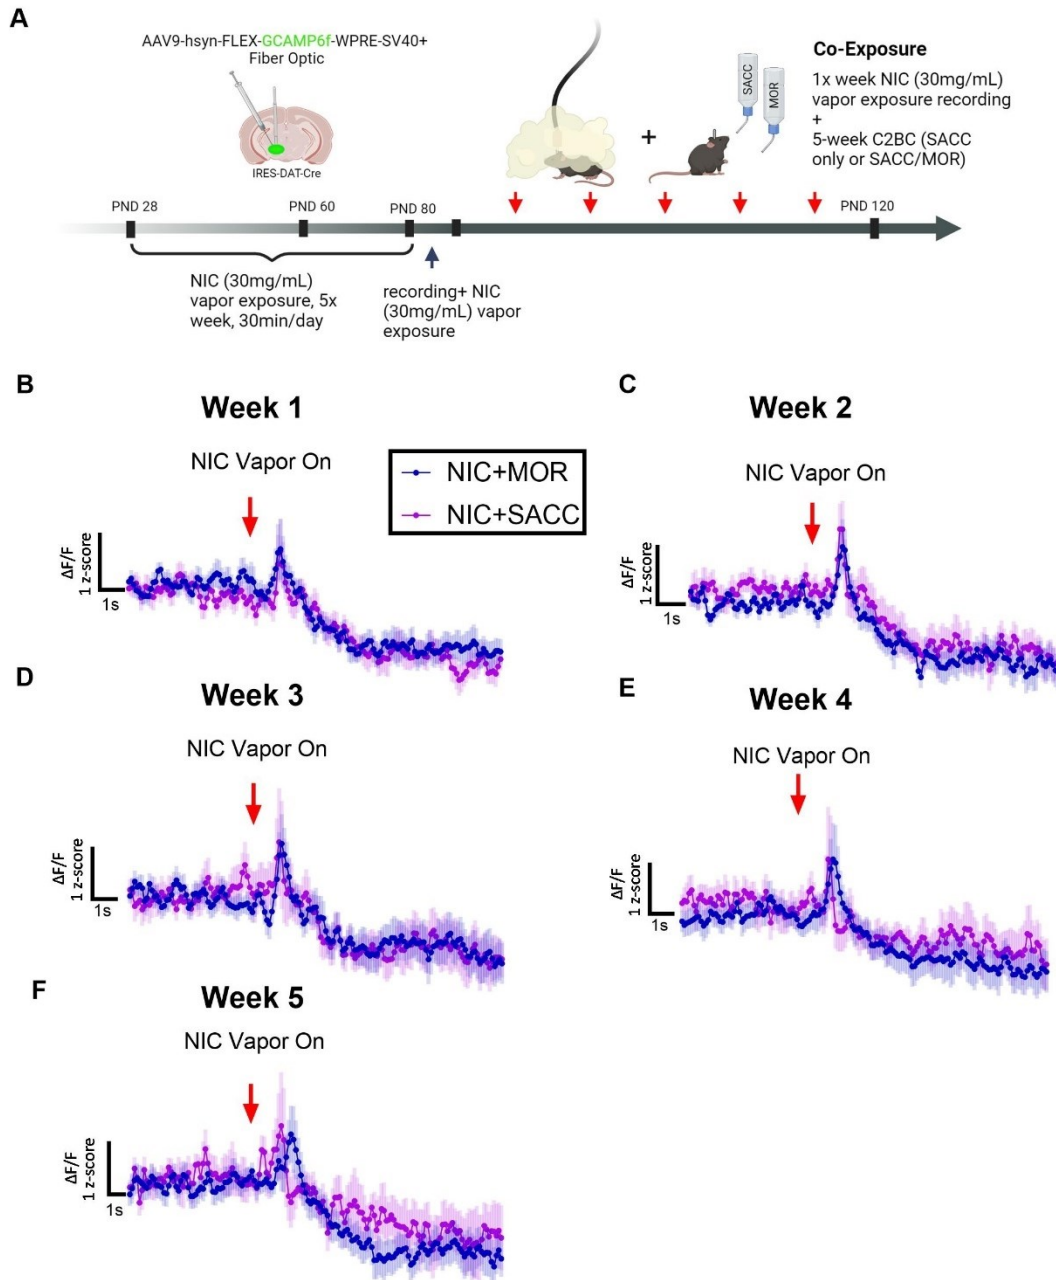 A
AAV9-hsyn-FLEX-GCAMP6f-WPRE-SV40+
Fiber Optic
IRES-DAT-Cre
SACC
MOR
+
Co-Exposure
1x week NIC (30mg/mL)
vapor exposure recording
+
5-week C2BC (SACC
only or SACC/MOR)
PND 28
PND 60
PND 80
PND 120
NIC (30mg/mL)
vapor exposure, 5x
week, 30min/day
recording+ NIC
(30mg/mL) vapor
exposure
B
Week 1
NIC Vapor On
NIC+MOR
NIC+SACC
ΔF/F
1 z-score
1s
C
Week 2
NIC Vapor On
ΔF/F
1 z-score
1s
D
Week 3
NIC Vapor On
ΔF/F
1 z-score
1s
E
Week 4
NIC Vapor On
ΔF/F
1 z-score
1s
F
Week 5
NIC Vapor On
ΔF/F
1 z-score
1s